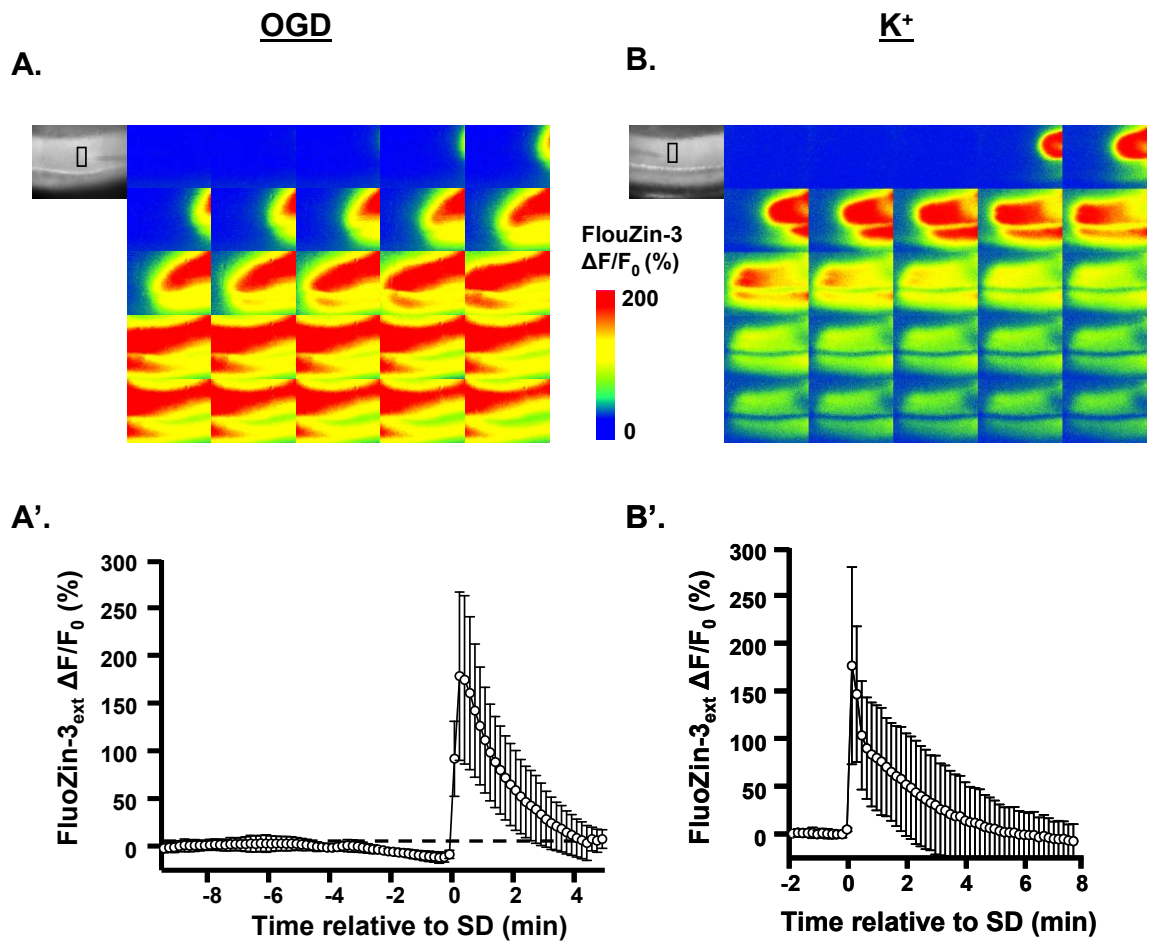 OGD
K+
A.
B.
FlouZin-3
ΔF/F0 (%)
200
0
A'.
B'.
FluoZin-3ext ΔF/F0 (%)
300
250
200
150
100
50
0
-8
-6
-4
-2
0
2
4
Time relative to SD (min)
FluoZin-3ext ΔF/F0 (%)
300
250
200
150
100
50
0
-2
0
2
4
6
8
Time relative to SD (min)